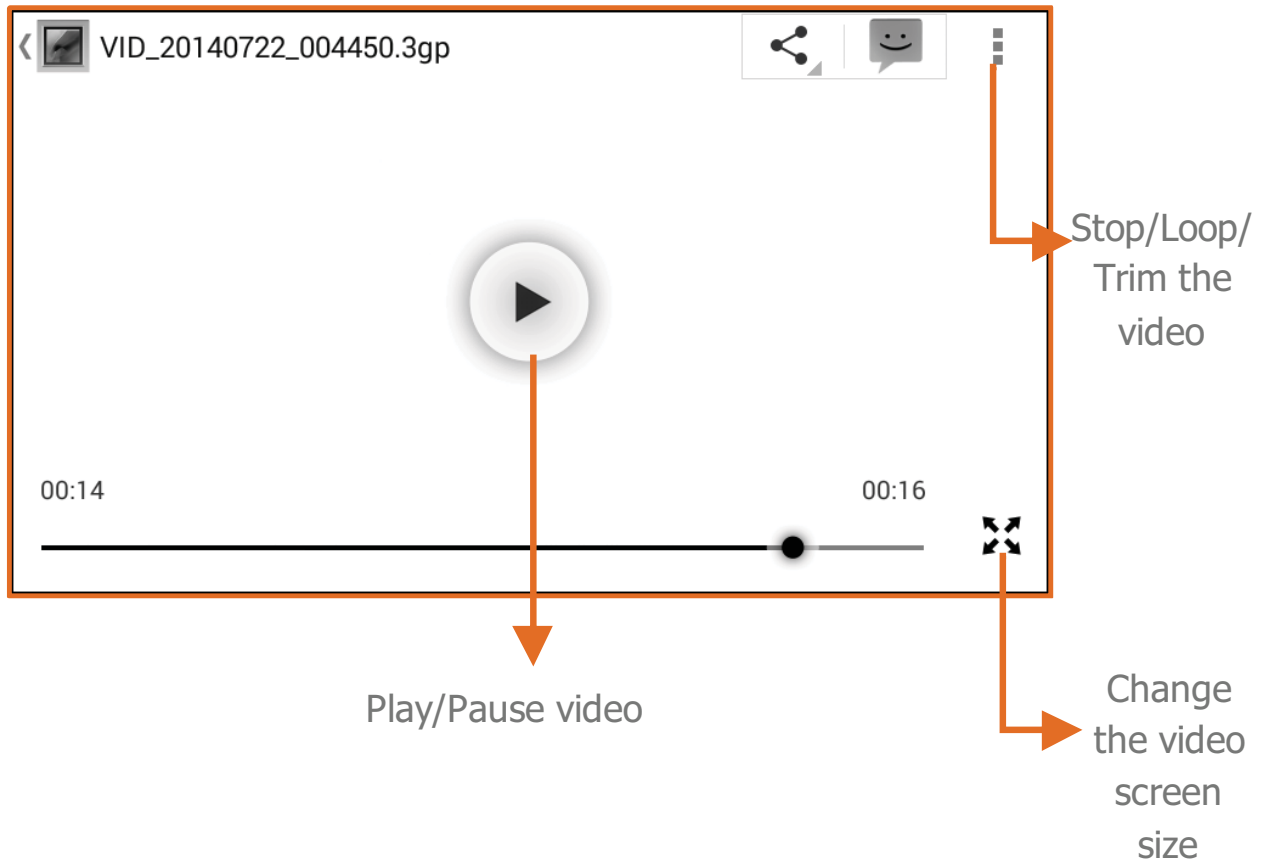 VID_20140722_004450.3gp
Stop/Loop/
Trim the
video
00:14
00:16
Play/Pause video
Change
the video
screen
size